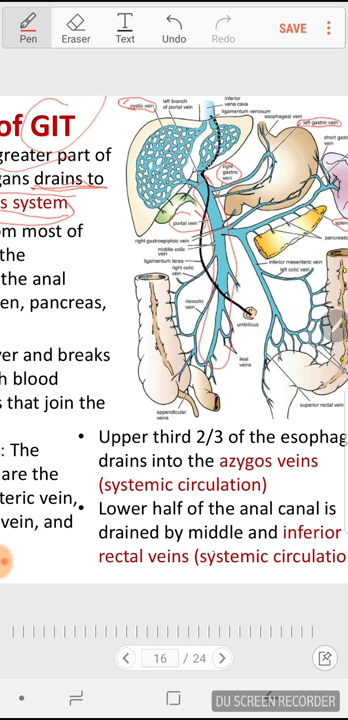 Pen
Eraser
Text
Undo
Redo
SAVE
of GIT
greater part of
gans drains to
s system
om most of
the
the anal
en, pancreas,
ver and breaks
h blood
s that join the
: The
are the
teric vein,
vein, and
cystic vein
left branch
of portal vein
inferior
vena cava
ligamentum venosum
esophageal vein
left gastric vein
short gast
vein
right
gastric
vein
portal vein
splen
pancreatic
right gastroepiploic vein
middle colic
vein
ligamentum teres
right colic
vein
inferior mesenteric vein
left colic vein
ileocolic
vein
umbilicus
ileal
veins
appendicular
veins
superior rectal vein
• Upper third 2/3 of the esophag
drains into the azygos veins
(systemic circulation)
• Lower half of the anal canal is
drained by middle and inferior
rectal veins (systemic circulatio
16 / 24
DU SCREEN RECORDER